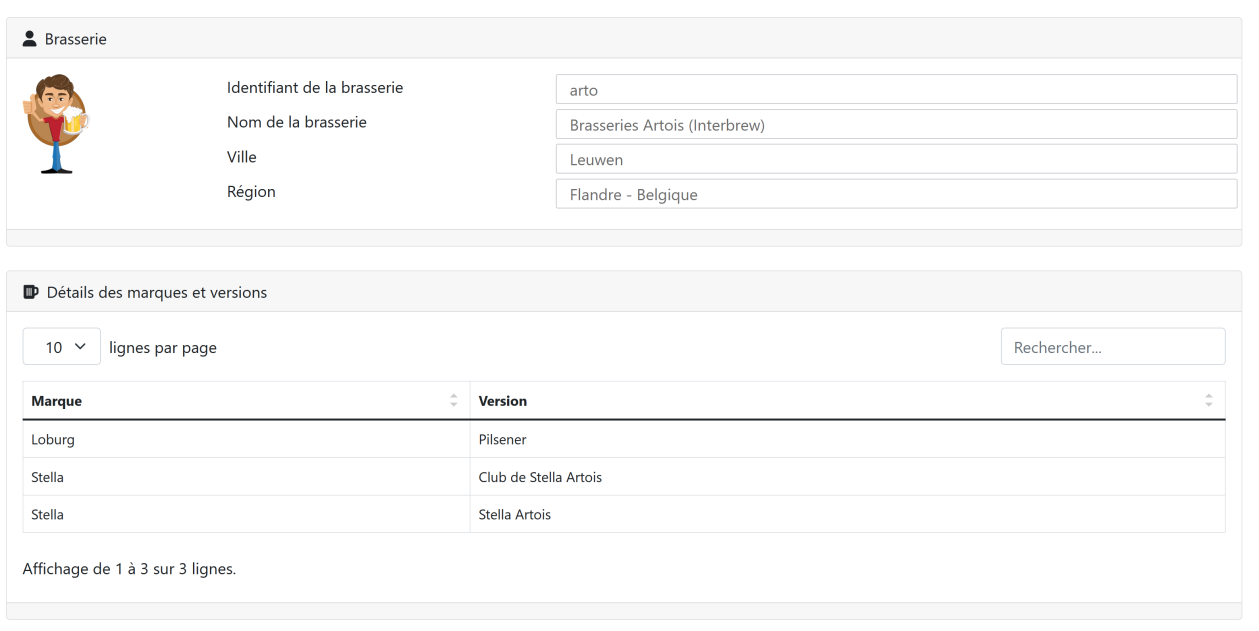 Brasserie
Identifiant de la brasserie arto
Nom de la brasserie Brasseries Artois (Interbrew)
Ville Leuwen
Région Flandre - Belgique
Détails des marques et versions
10 lignes par page Rechercher...
Marque Version
Loburg Pilsener
Stella Club de Stella Artois
Stella Stella Artois
Affichage de 1 à 3 sur 3 lignes.